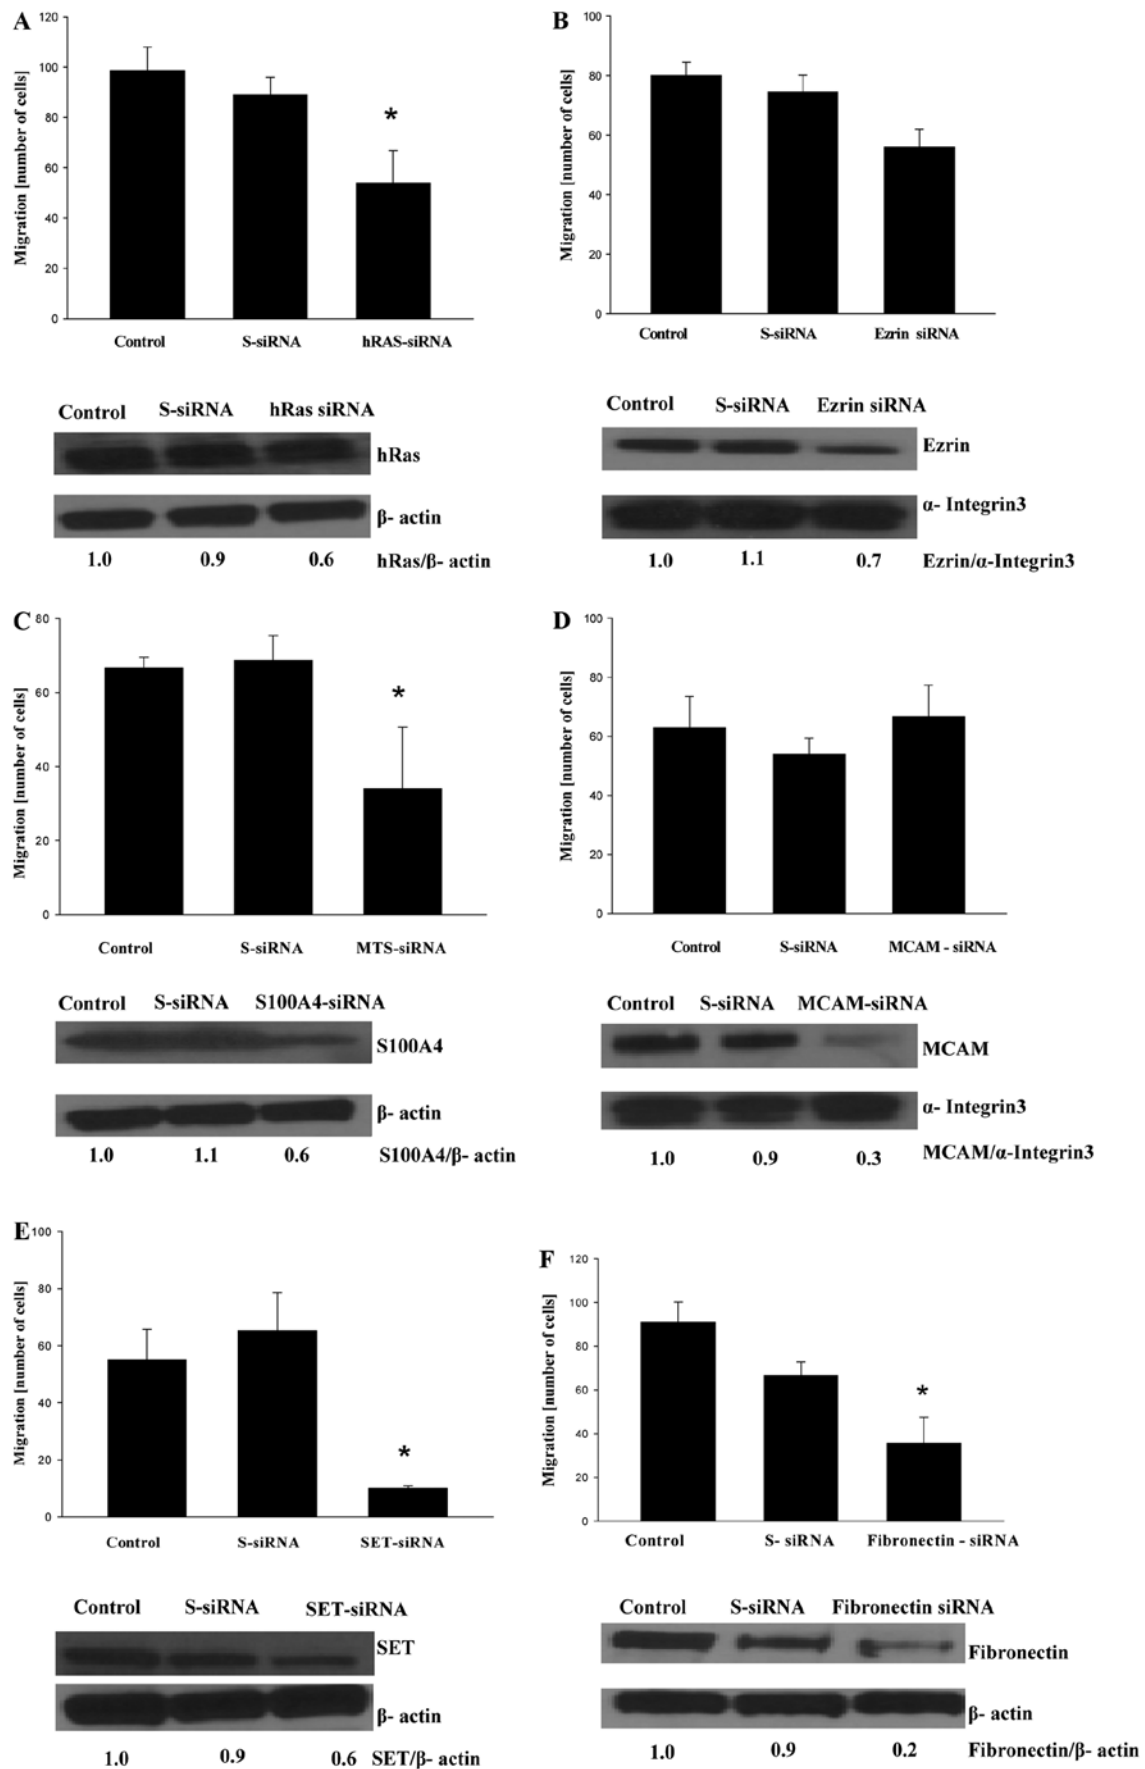 A
Migration [number of cells]
120
100
80
60
40
20
0
*
Control S-siRNA hRAS-siRNA
Control S-siRNA hRas siRNA
hRas
β- actin
1.0 0.9 0.6 hRas/β- actin
B
Migration [number of cells]
100
80
60
40
20
0
Control S-siRNA Ezrin siRNA
Control S-siRNA Ezrin siRNA
Ezrin
α- Integrin3
1.0 1.1 0.7 Ezrin/α-Integrin3
C
Migration [number of cells]
80
60
40
20
0
*
Control S-siRNA MTS-siRNA
Control S-siRNA S100A4-siRNA
S100A4
β- actin
1.0 1.1 0.6 S100A4/β- actin
D
Migration [number of cells]
100
80
60
40
20
0
Control S-siRNA MCAM - siRNA
Control S-siRNA MCAM-siRNA
MCAM
α- Integrin3
1.0 0.9 0.3 MCAM/α-Integrin3
E
Migration [number of cells]
100
80
60
40
20
0
*
Control S-siRNA SET-siRNA
Control S-siRNA SET-siRNA
SET
β- actin
1.0 0.9 0.6 SET/β- actin
F
Migration [number of cells]
120
100
80
60
40
20
0
*
Control S- siRNA Fibronectin - siRNA
Control S-siRNA Fibronectin siRNA
Fibronectin
β- actin
1.0 0.9 0.2 Fibronectin/β- actin